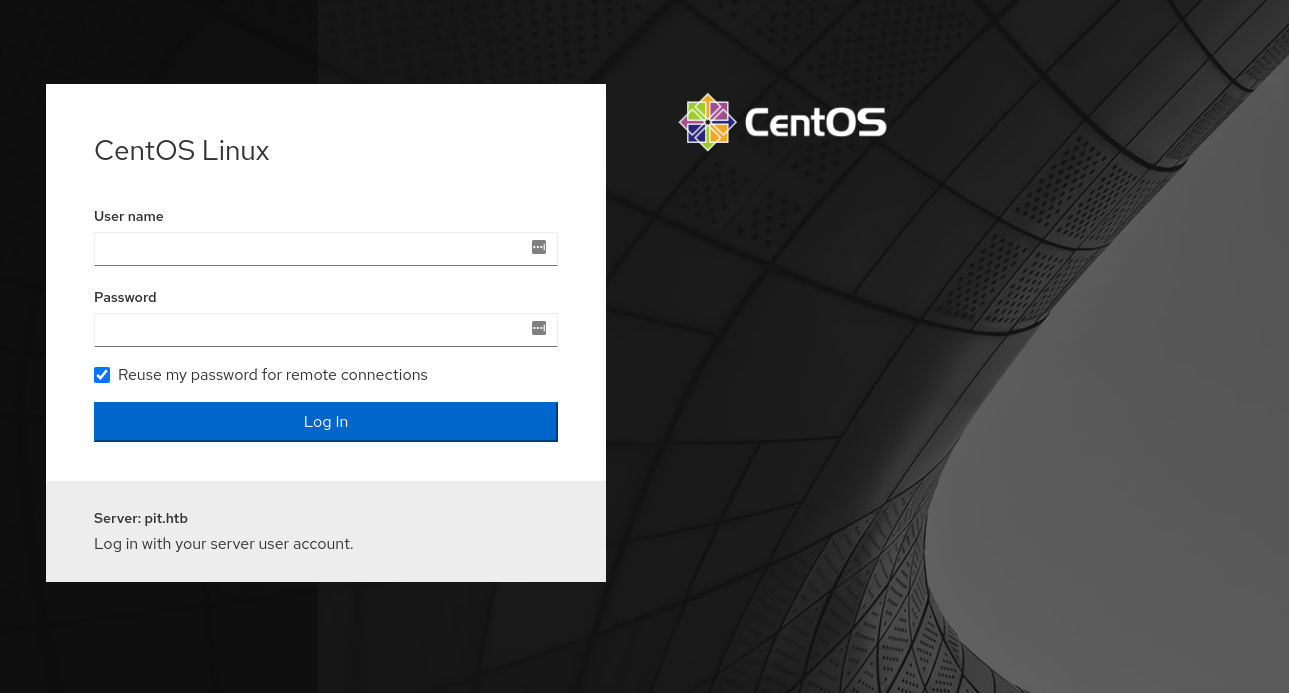 CentOS Linux
CentOS
User name
Password
Reuse my password for remote connections
Log In
Server: pit.htb
Log in with your server user account.